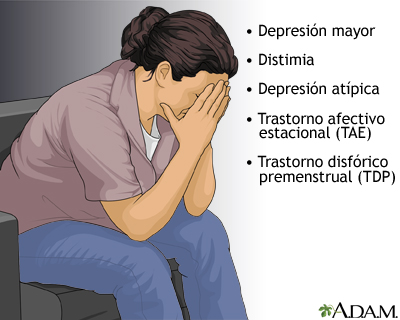 • Depresión mayor
• Distimia
• Depresión atípica
• Trastorno afectivo
estacional (TAE)
• Trastorno disfórico
premenstrual (TDP)
A.D.A.M.